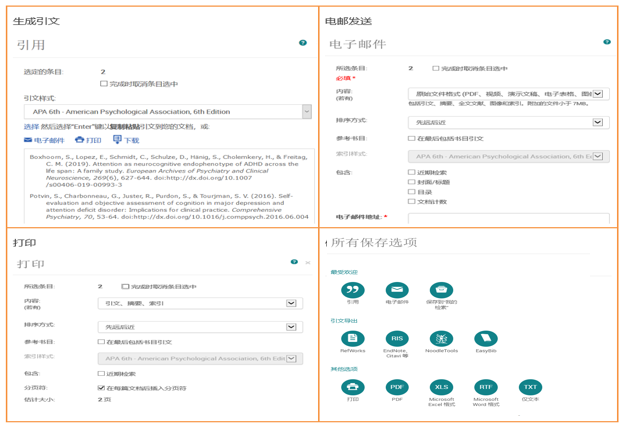 生成引文
引用
选定的条目: 2
完成时取消条目选中
引文样式:
APA 6th - American Psychological Association, 6th Edition
选择 然后选择"Enter"键以复制粘贴引文到您的文档，或:
电子邮件 打印 下载
Boxhoorn, S., Lopez, E., Schmidt, C., Schulze, D., Hänig, S., Cholemkery, H., & Freitag,
C. M. (2019). Attention as neurocognitive endophenotype of ADHD across the
life span: A family study. European Archives of Psychiatry and Clinical
Neuroscience, 269(6), 627-644. doi:http://dx.doi.org/10.1007
/s00406-019-00993-3
Potvin, S., Charbonneau, G., Juster, R., Purdon, S., & Tourjman, S. V. (2016). Self-
evaluation and objective assessment of cognition in major depression and
attention deficit disorder: Implications for clinical practice. Comprehensive
Psychiatry, 70, 53-64. doi:http://dx.doi.org/10.1016/j.comppsych.2016.06.004
电邮发送
电子邮件
所选条目: 2 完成时取消条目选中
必填 *
内容: 原始文件格式 (PDF、视频、演示文稿、电子表格、图
(若有) 包括引文、摘要、全文文献、图像和索引。附加的文件小于 7MB。
排序方式: 先远后近
参考书目: 在最后包括书目引文
索引样式: APA 6th - American Psychological Association, 6th E
包含: 近期检索
封面/标题
目录
文档计数
电子邮件地址: *
打印
打印
所选条目: 2 完成时取消条目选中
内容: 引文、摘要、索引
(若有)
排序方式: 先远后近
参考书目: 在最后包括书目引文
索引样式: APA 6th - American Psychological Association, 6th Edit
包含: 近期检索
分页符: 在每篇文档后插入分页符
估计大小: 2 页
所有保存选项
最受欢迎
引用 电子邮件 保存到"我的
检索"
引文导出
RIS
RefWorks EndNote, NoodleTools EasyBib
Citavi 等
其他选项
PDF XLS RTF TXT
打印 PDF Microsoft Microsoft 仅文本
Excel 格式 Word 格式